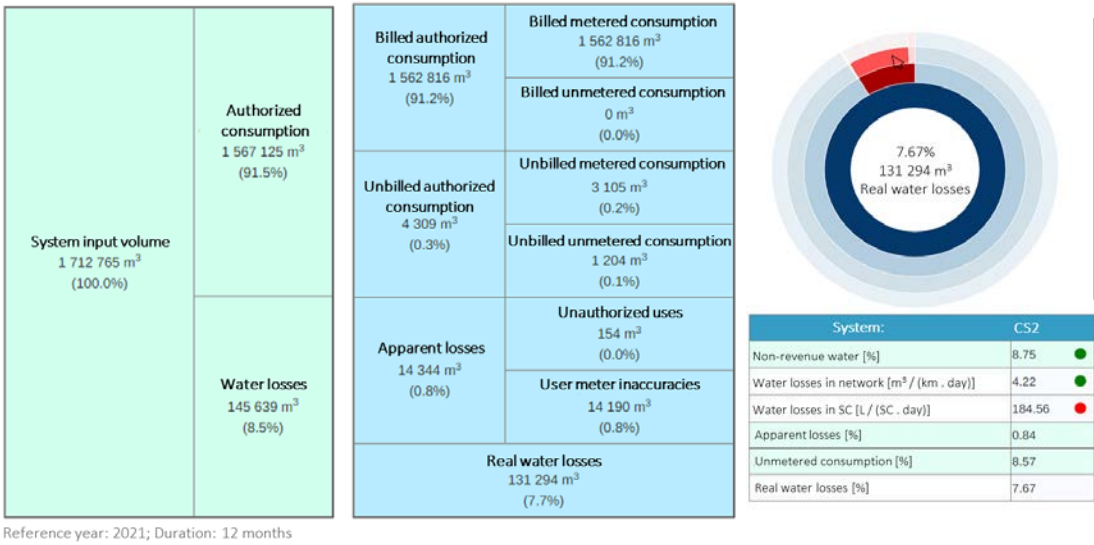 System input volume
1 712 765 m³
(100.0%)
Authorized
consumption
1 567 125 m³
(91.5%)
Water losses
145 639 m³
(8.5%)
Billed authorized
consumption
1 562 816 m³
(91.2%)
Unbilled authorized
consumption
4 309 m³
(0.3%)
Apparent losses
14 344 m³
(0.8%)
Billed metered consumption
1 562 816 m³
(91.2%)
Billed unmetered consumption
0 m³
(0.0%)
Unbilled metered consumption
3 105 m³
(0.2%)
Unbilled unmetered consumption
1 204 m³
(0.1%)
Unauthorized uses
154 m³
(0.0%)
User meter inaccuracies
14 190 m³
(0.8%)
Real water losses
131 294 m³
(7.7%)
7.67%
131 294 m³
Real water losses
System: CS2
Non-revenue water [%] 8.75
Water losses in network [m³ / (km . day)] 4.22
Water losses in SC [L / (SC . day)] 184.56
Apparent losses [%] 0.84
Unmetered consumption [%] 8.57
Real water losses [%] 7.67
Reference year: 2021; Duration: 12 months